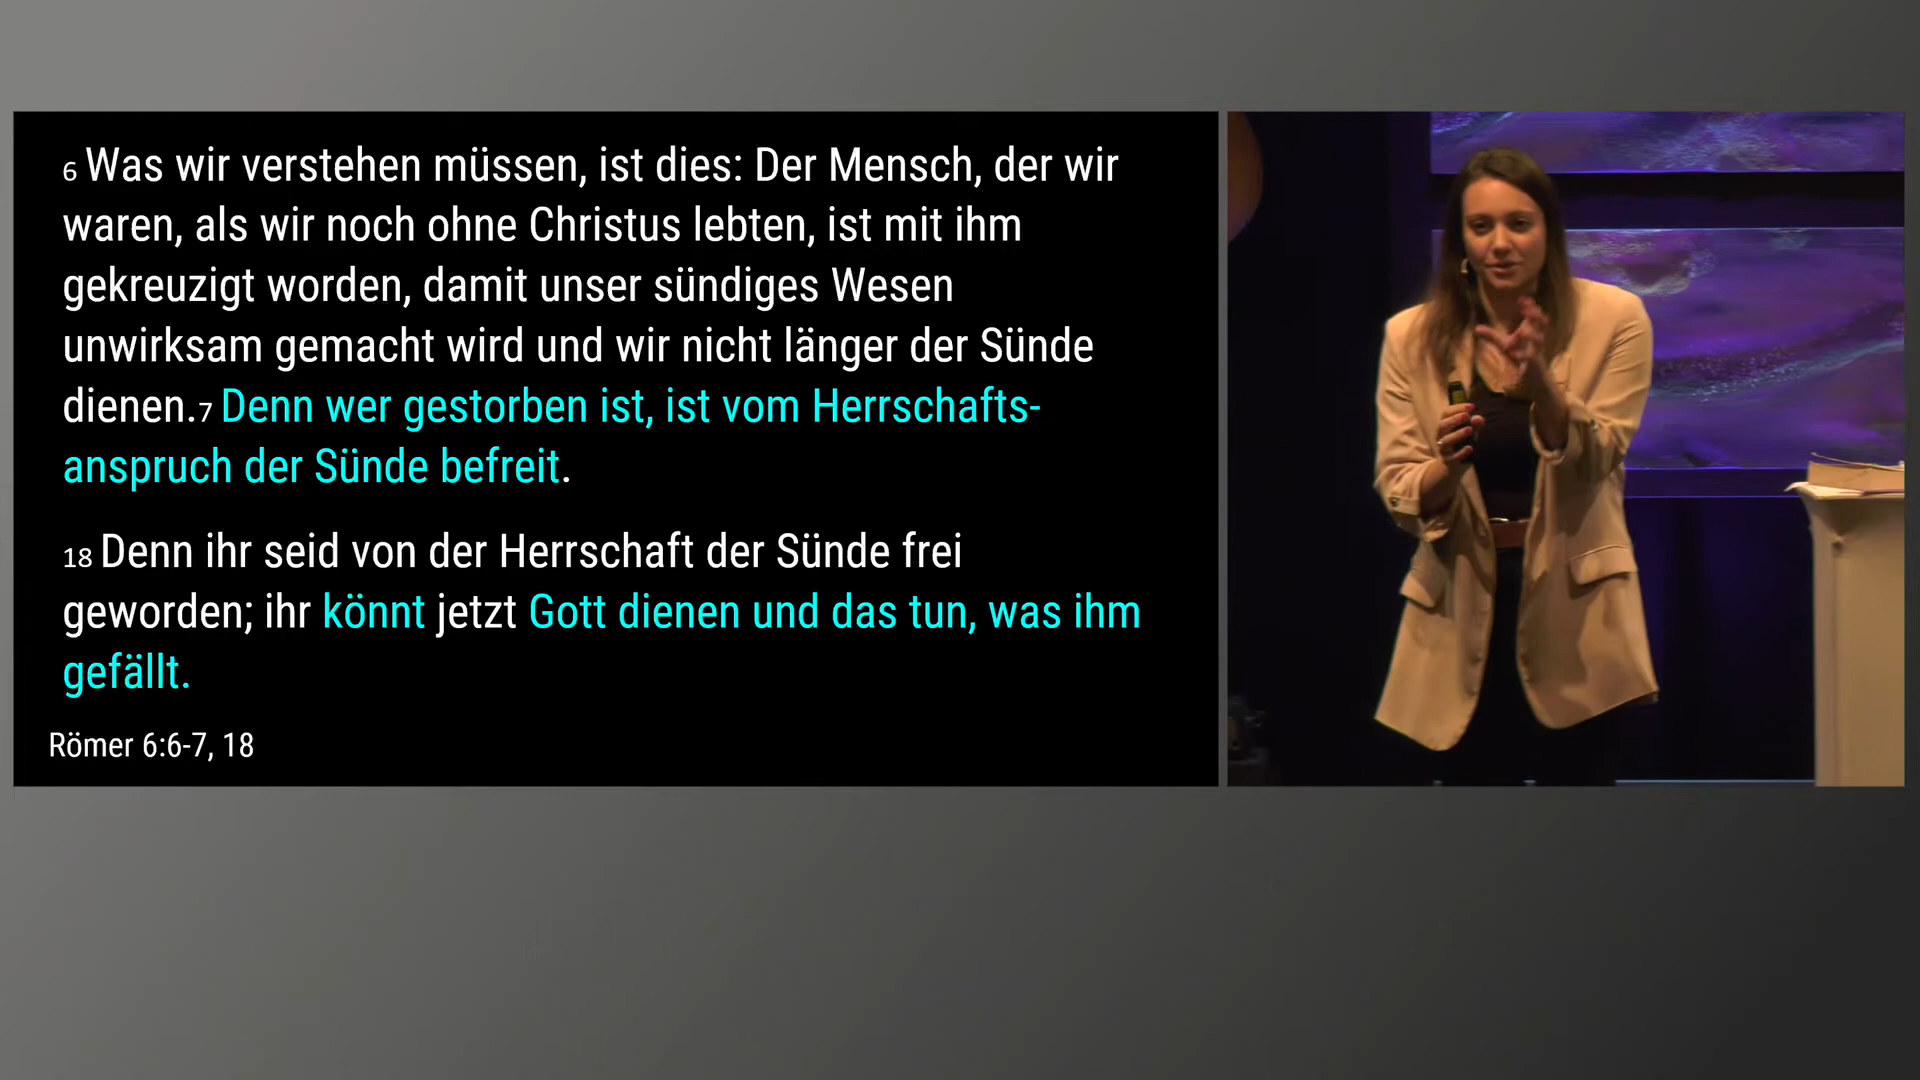 6 Was wir verstehen müssen, ist dies: Der Mensch, der wir
waren, als wir noch ohne Christus lebten, ist mit ihm
gekreuzigt worden, damit unser sündiges Wesen
unwirksam gemacht wird und wir nicht länger der Sünde
dienen.7 Denn wer gestorben ist, ist vom Herrschafts-
anspruch der Sünde befreit.
18 Denn ihr seid von der Herrschaft der Sünde frei
geworden; ihr könnt jetzt Gott dienen und das tun, was ihm
gefällt.
Römer 6:6-7, 18